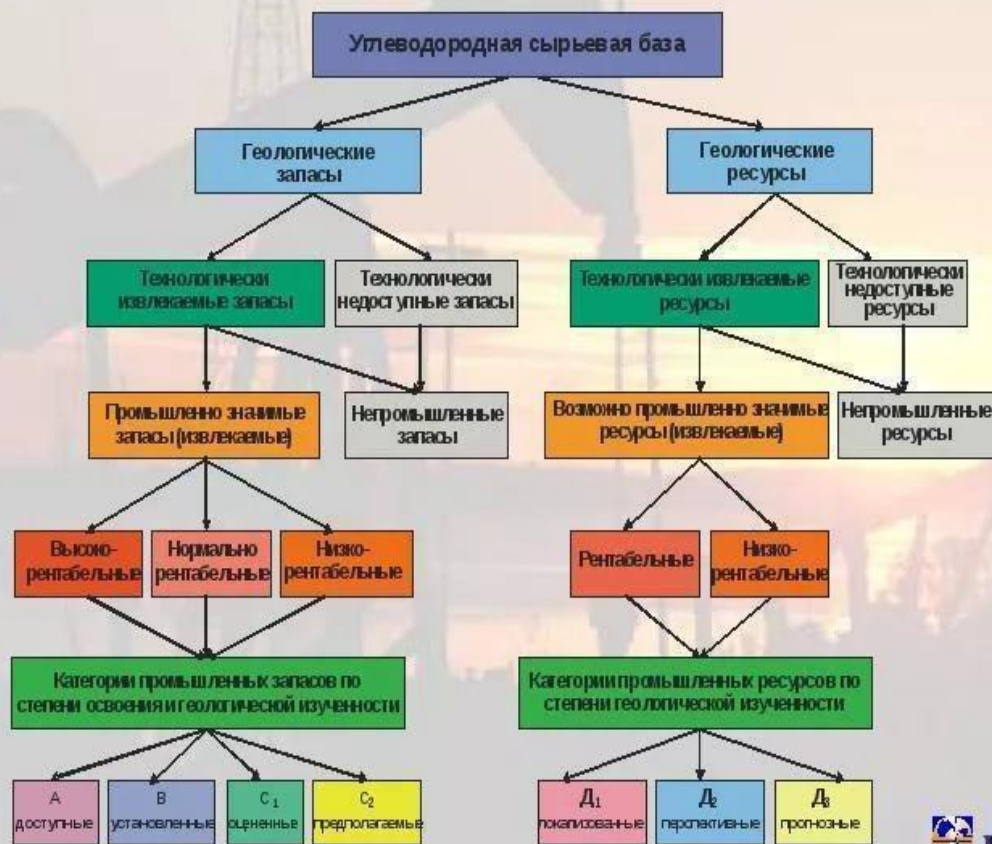 Углеводородная сырьевая база
Геологические
запасы
Геологические
ресурсы
Технологически
извлекаемые запасы
Технологически
недоступные запасы
Технологически извлекаемые
ресурсы
Технологически
недоступные
ресурсы
Промышленно значимые
запасы (извлекаемые)
Непромышленные
запасы
Возможно промышленно значимые
ресурсы (извлекаемые)
Непромышленные
ресурсы
Высоко-
рентабельные
Нормально
рентабельные
Низко-
рентабельные
Рентабельные
Низко-
рентабельные
Категории промышленных запасов по
степени освоения и геологической изученности
Категории промышленных ресурсов по
степени геологической изученности
А
доступные
В
установленные
С₁
оцененные
С₂
предполагаемые
Д₁
локализованные
Д₂
перспективные
Д₃
прогнозные